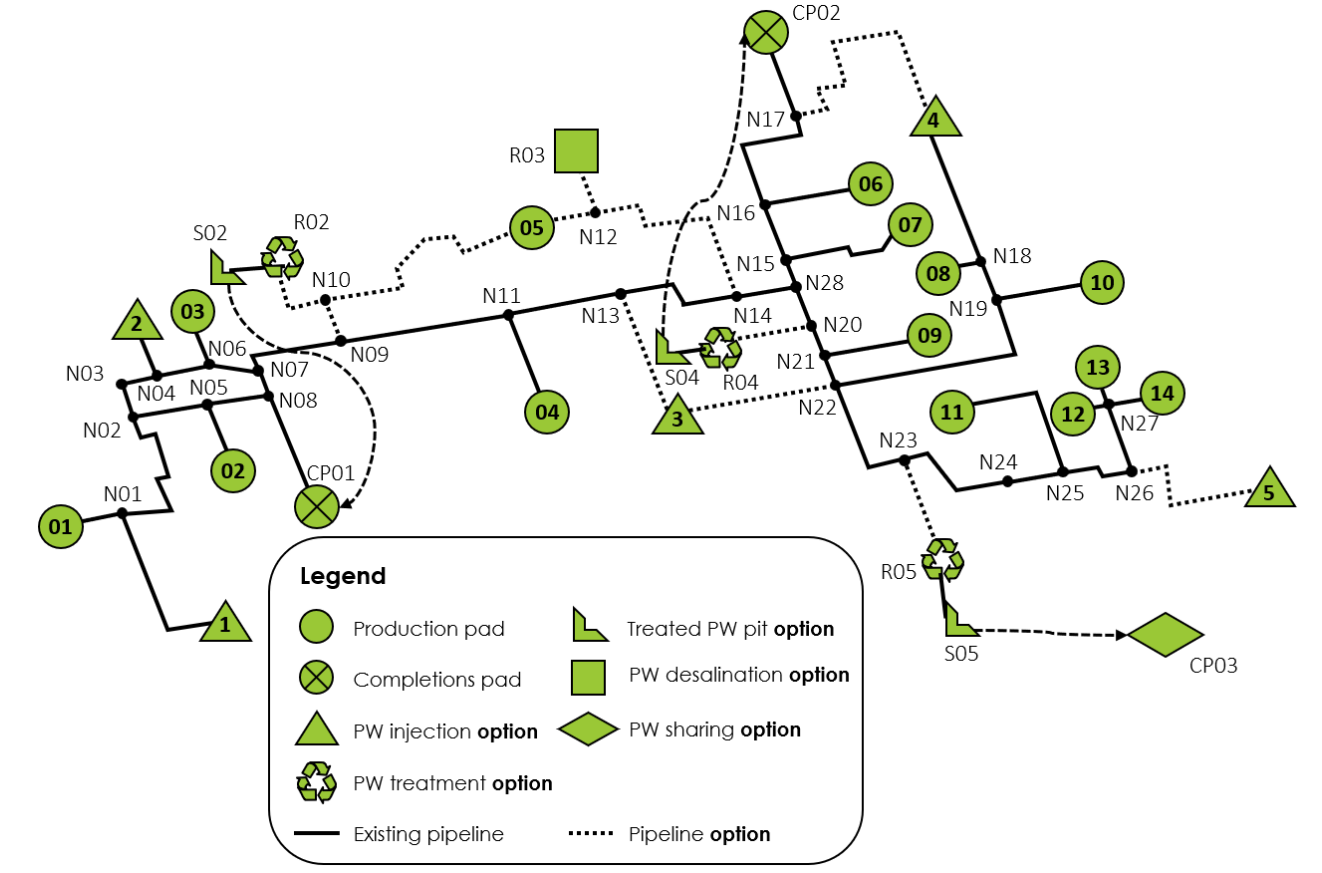 CP02
N17
4
R03
N12
05
N16
06
07
S02
R02
N10
N15
N28
08
N18
10
N19
N11
N13
N14
N20
09
2
03
N06
N09
N03
N04
N05
N07
N08
S04
R04
N21
N22
13
14
12
N27
N02
04
3
11
02
CP01
N23
N24
N25
N26
5
N01
01
1
R05
S05
CP03
Legend
Production pad
Treated PW pit option
Completions pad
PW desalination option
PW injection option
PW sharing option
PW treatment option
Existing pipeline
Pipeline option